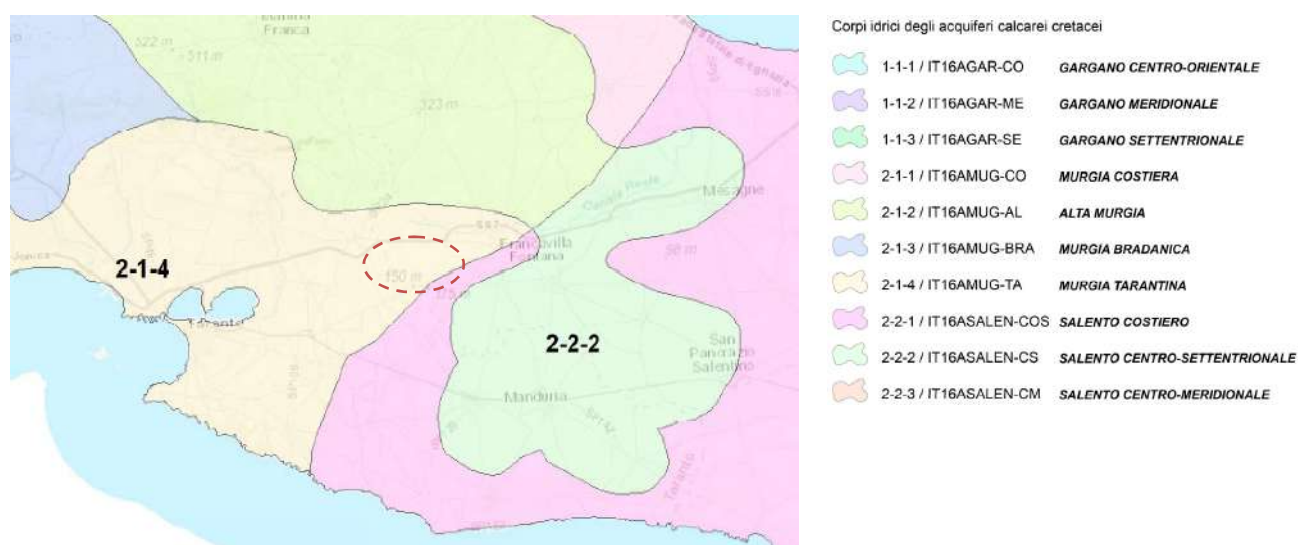 Franca
522 m
511 m
323 m
Canale Reale
Mesagne
Francavilla
Fontana
58 m
150 m
2-1-4
Taranto
2-2-2
San
Pancrazio
Salentino
Manduria
Taranto
Corpi idrici degli acquiferi calcarei cretacei
1-1-1 / IT16AGAR-CO GARGANO CENTRO-ORIENTALE
1-1-2 / IT16AGAR-ME GARGANO MERIDIONALE
1-1-3 / IT16AGAR-SE GARGANO SETTENTRIONALE
2-1-1 / IT16AMUG-CO MURGIA COSTIERA
2-1-2 / IT16AMUG-AL ALTA MURGIA
2-1-3 / IT16AMUG-BRA MURGIA BRADANICA
2-1-4 / IT16AMUG-TA MURGIA TARANTINA
2-2-1 / IT16ASALEN-COS SALENTO COSTIERO
2-2-2 / IT16ASALEN-CS SALENTO CENTRO-SETTENTRIONALE
2-2-3 / IT16ASALEN-CM SALENTO CENTRO-MERIDIONALE